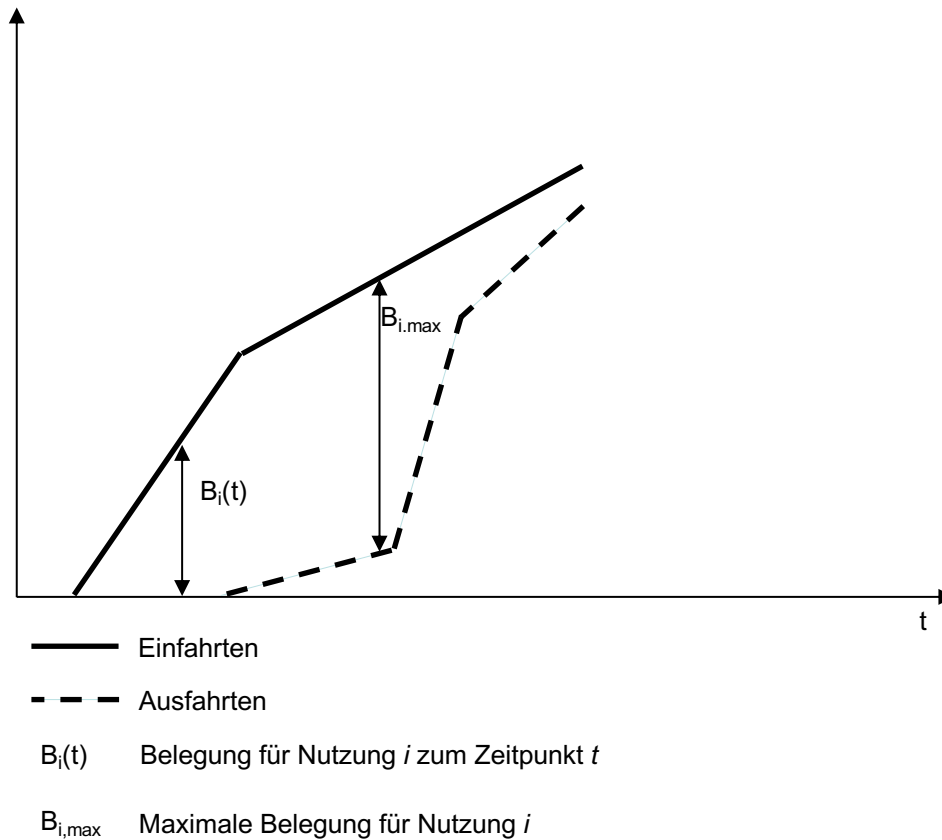 B_i.max
B_i(t)
t
Einfahrten
Ausfahrten
B_i(t) Belegung für Nutzung i zum Zeitpunkt t
B_i,max Maximale Belegung für Nutzung i